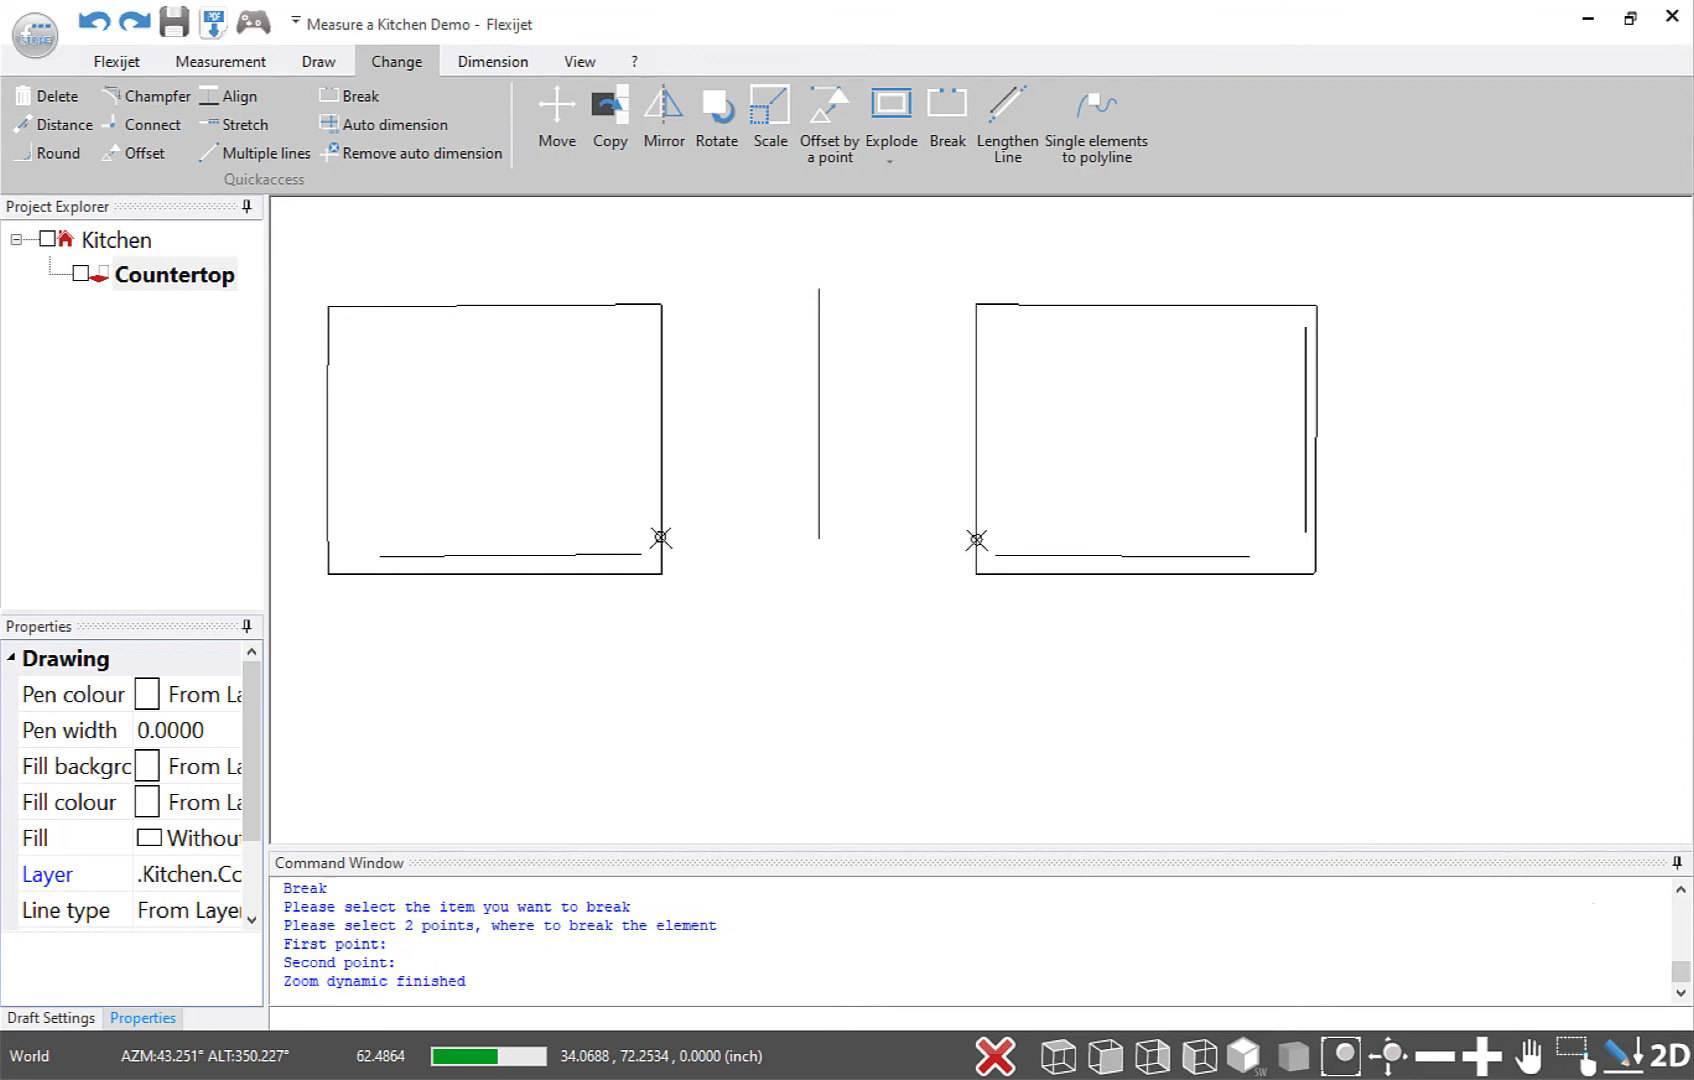 Measure a Kitchen Demo - Flexijet
Flexijet Measurement Draw Change Dimension View ?
Delete Champfer Align Break
Distance Connect Stretch Auto dimension
Round Offset Multiple lines Remove auto dimension
Quickaccess
Move Copy Mirror Rotate Scale Offset by a point Explode Break Lengthen Line Single elements to polyline
Project Explorer
Kitchen
Countertop
Properties
Drawing
Pen colour From La
Pen width 0.0000
Fill backgrc From La
Fill colour From La
Fill Withou
Layer .Kitchen.Cc
Line type From Layer
Draft Settings Properties
Command Window
Break
Please select the item you want to break
Please select 2 points, where to break the element
First point:
Second point:
Zoom dynamic finished
World AZM:43.251° ALT:350.227° 62.4864 34.0688 , 72.2534 , 0.0000 (inch) SW 2D